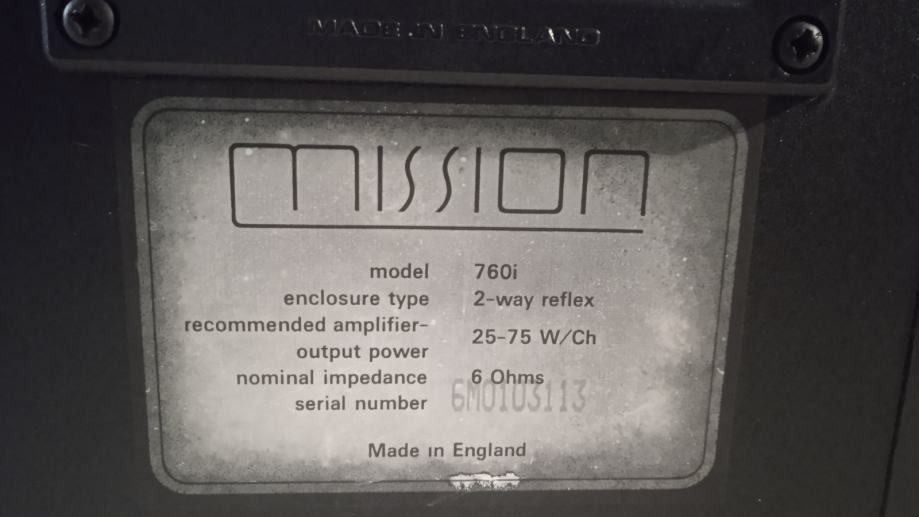 MADE IN ENGLAND
mission
model 760i
enclosure type 2-way reflex
recommended amplifier-
output power 25-75 W/Ch
nominal impedance 6 Ohms
serial number 6M0103113
Made in England